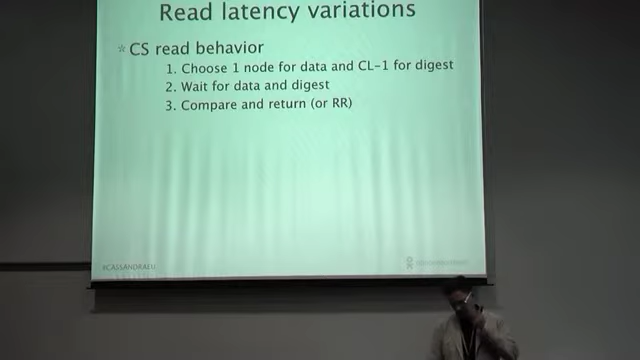 Read latency variations
* CS read behavior
1. Choose 1 node for data and CL-1 for digest
2. Wait for data and digest
3. Compare and return (or RR)
#CASSANDRAEU